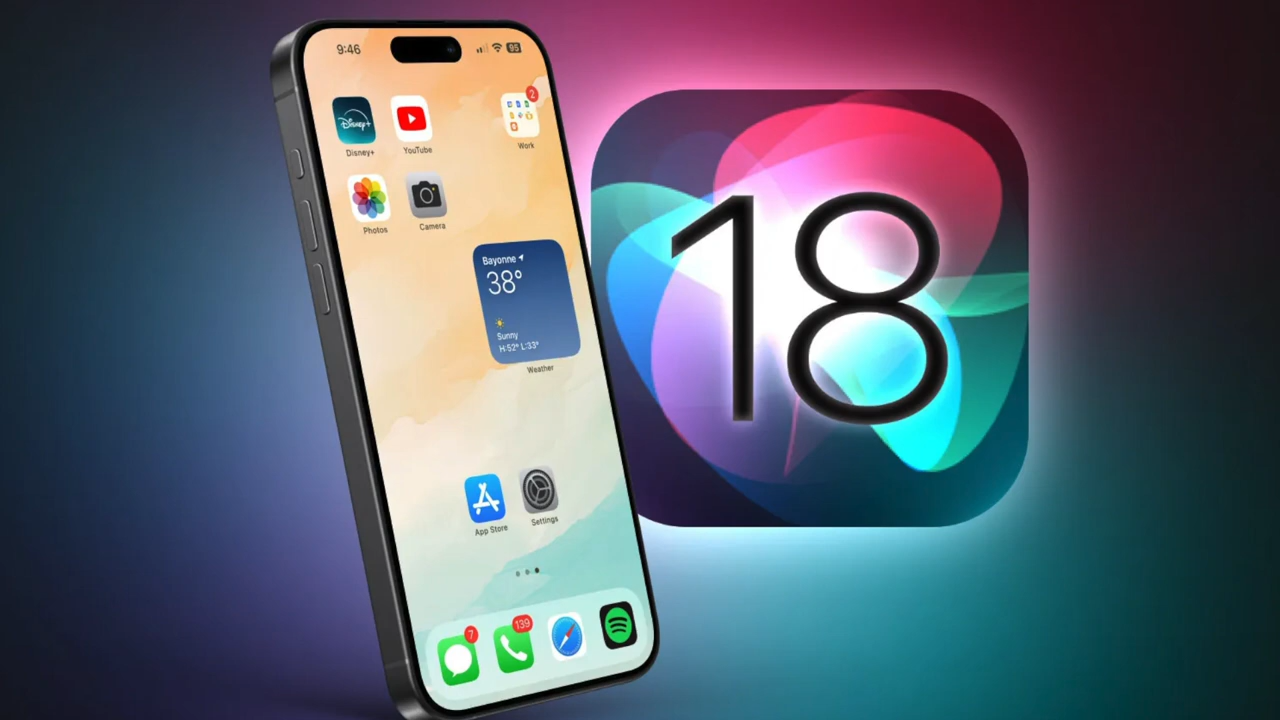 9:46
95
Disney+
Disney+
YouTube
2
Work
Photos
Camera
Bayonne
38°
Sunny
H:52° L:33°
Weather
App Store
Settings
7
139
18